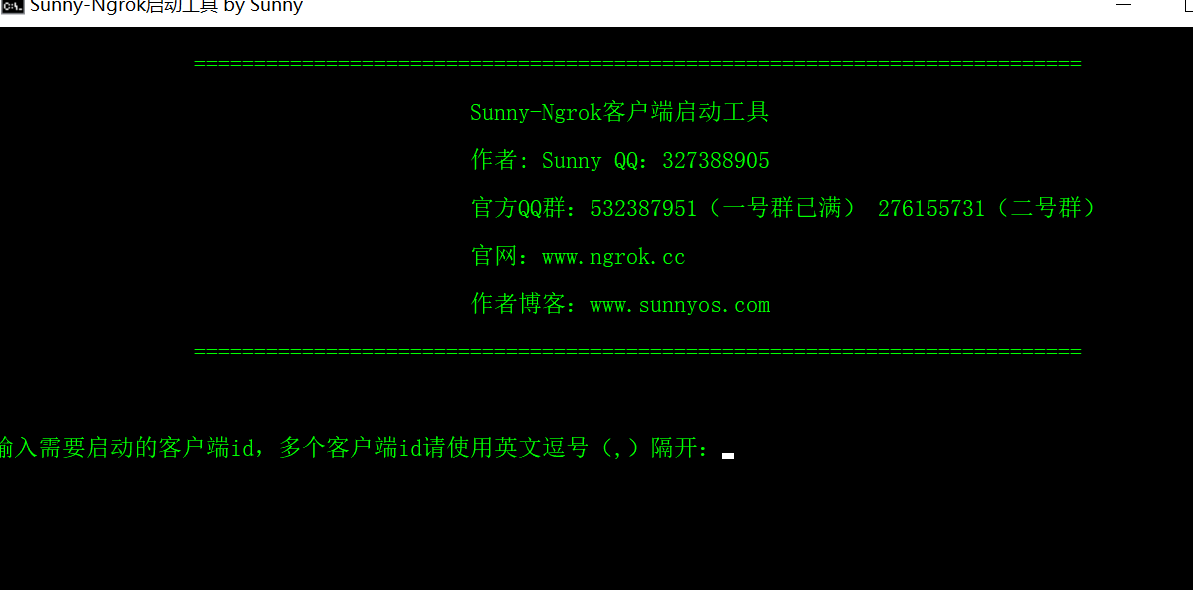 Sunny-Ngrok启动工具 by Sunny
==========================================================================
Sunny-Ngrok客户端启动工具
作者: Sunny QQ：327388905
官方QQ群：532387951（一号群已满） 276155731（二号群）
官网：www.ngrok.cc
作者博客：www.sunnyos.com
==========================================================================
输入需要启动的客户端id，多个客户端id请使用英文逗号（,）隔开：